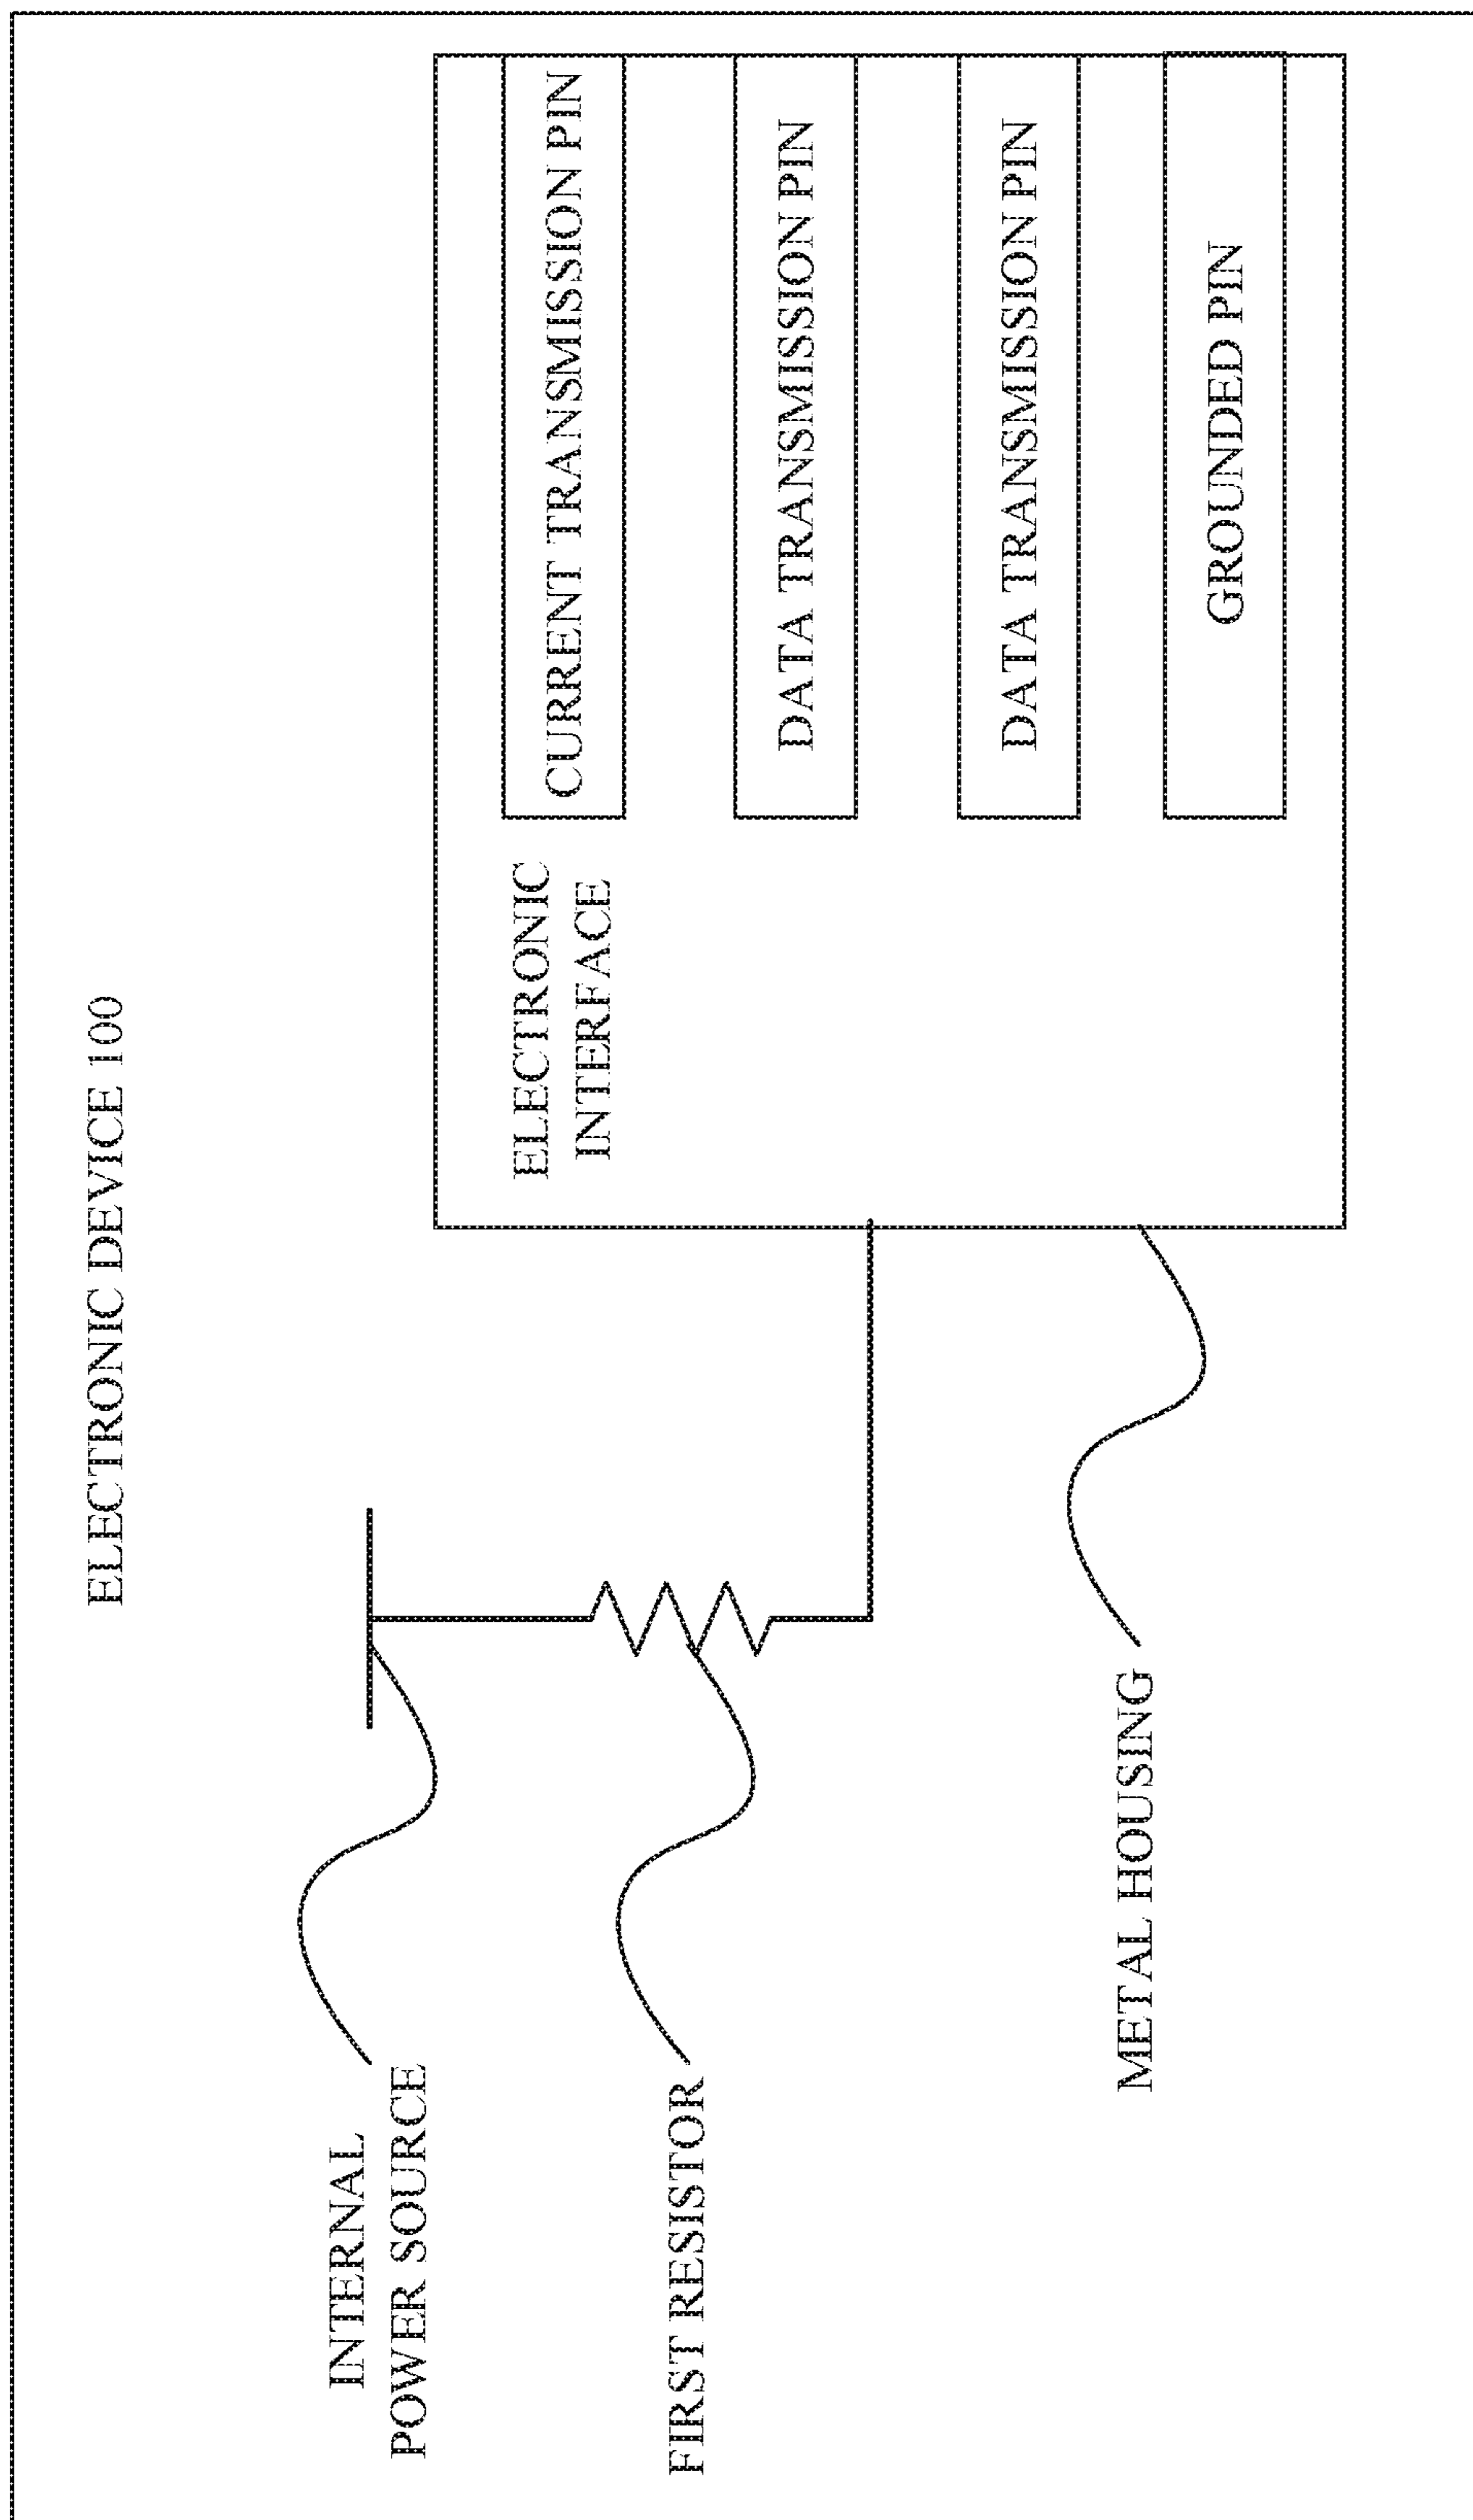 ELECTRONIC DEVICE 100
INTERNAL
POWER SOURCE
FIRST RESISTOR
METAL HOUSING
ELECTRONIC
INTERFACE
CURRENT TRANSMISSION PIN
DATA TRANSMISSION PIN
DATA TRANSMISSION PIN
GROUNDED PIN